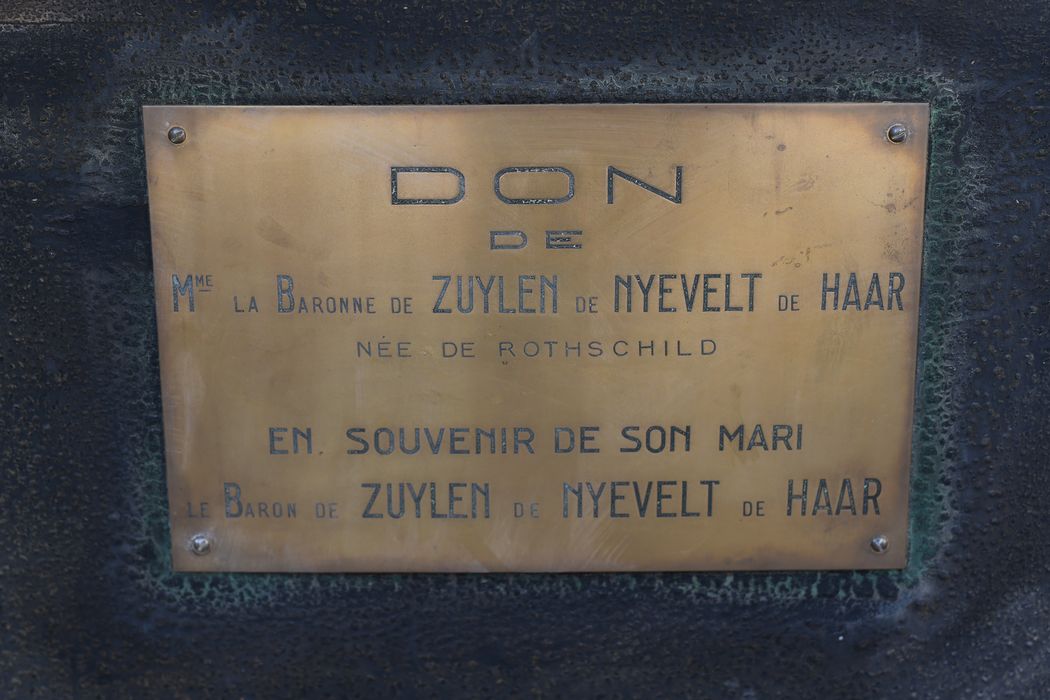 DON
DE
MME LA BARONNE DE ZUYLEN DE NYEVELT DE HAAR
NÉE DE ROTHSCHILD
EN SOUVENIR DE SON MARI
LE BARON DE ZUYLEN DE NYEVELT DE HAAR